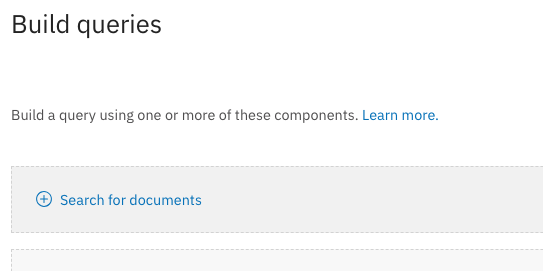 Build queries
Build a query using one or more of these components. Learn more.
Search for documents